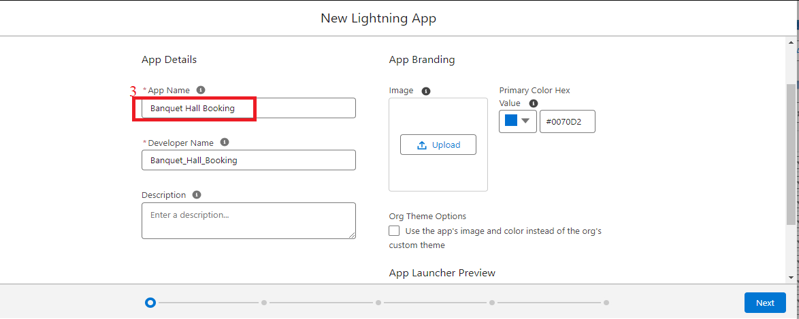 New Lightning App
App Details
3
* App Name
Banquet Hall Booking
* Developer Name
Banquet_Hall_Booking
Description
Enter a description...
App Branding
Image
Upload
Primary Color Hex
Value
#0070D2
Org Theme Options
Use the app's image and color instead of the org's
custom theme
App Launcher Preview
Next